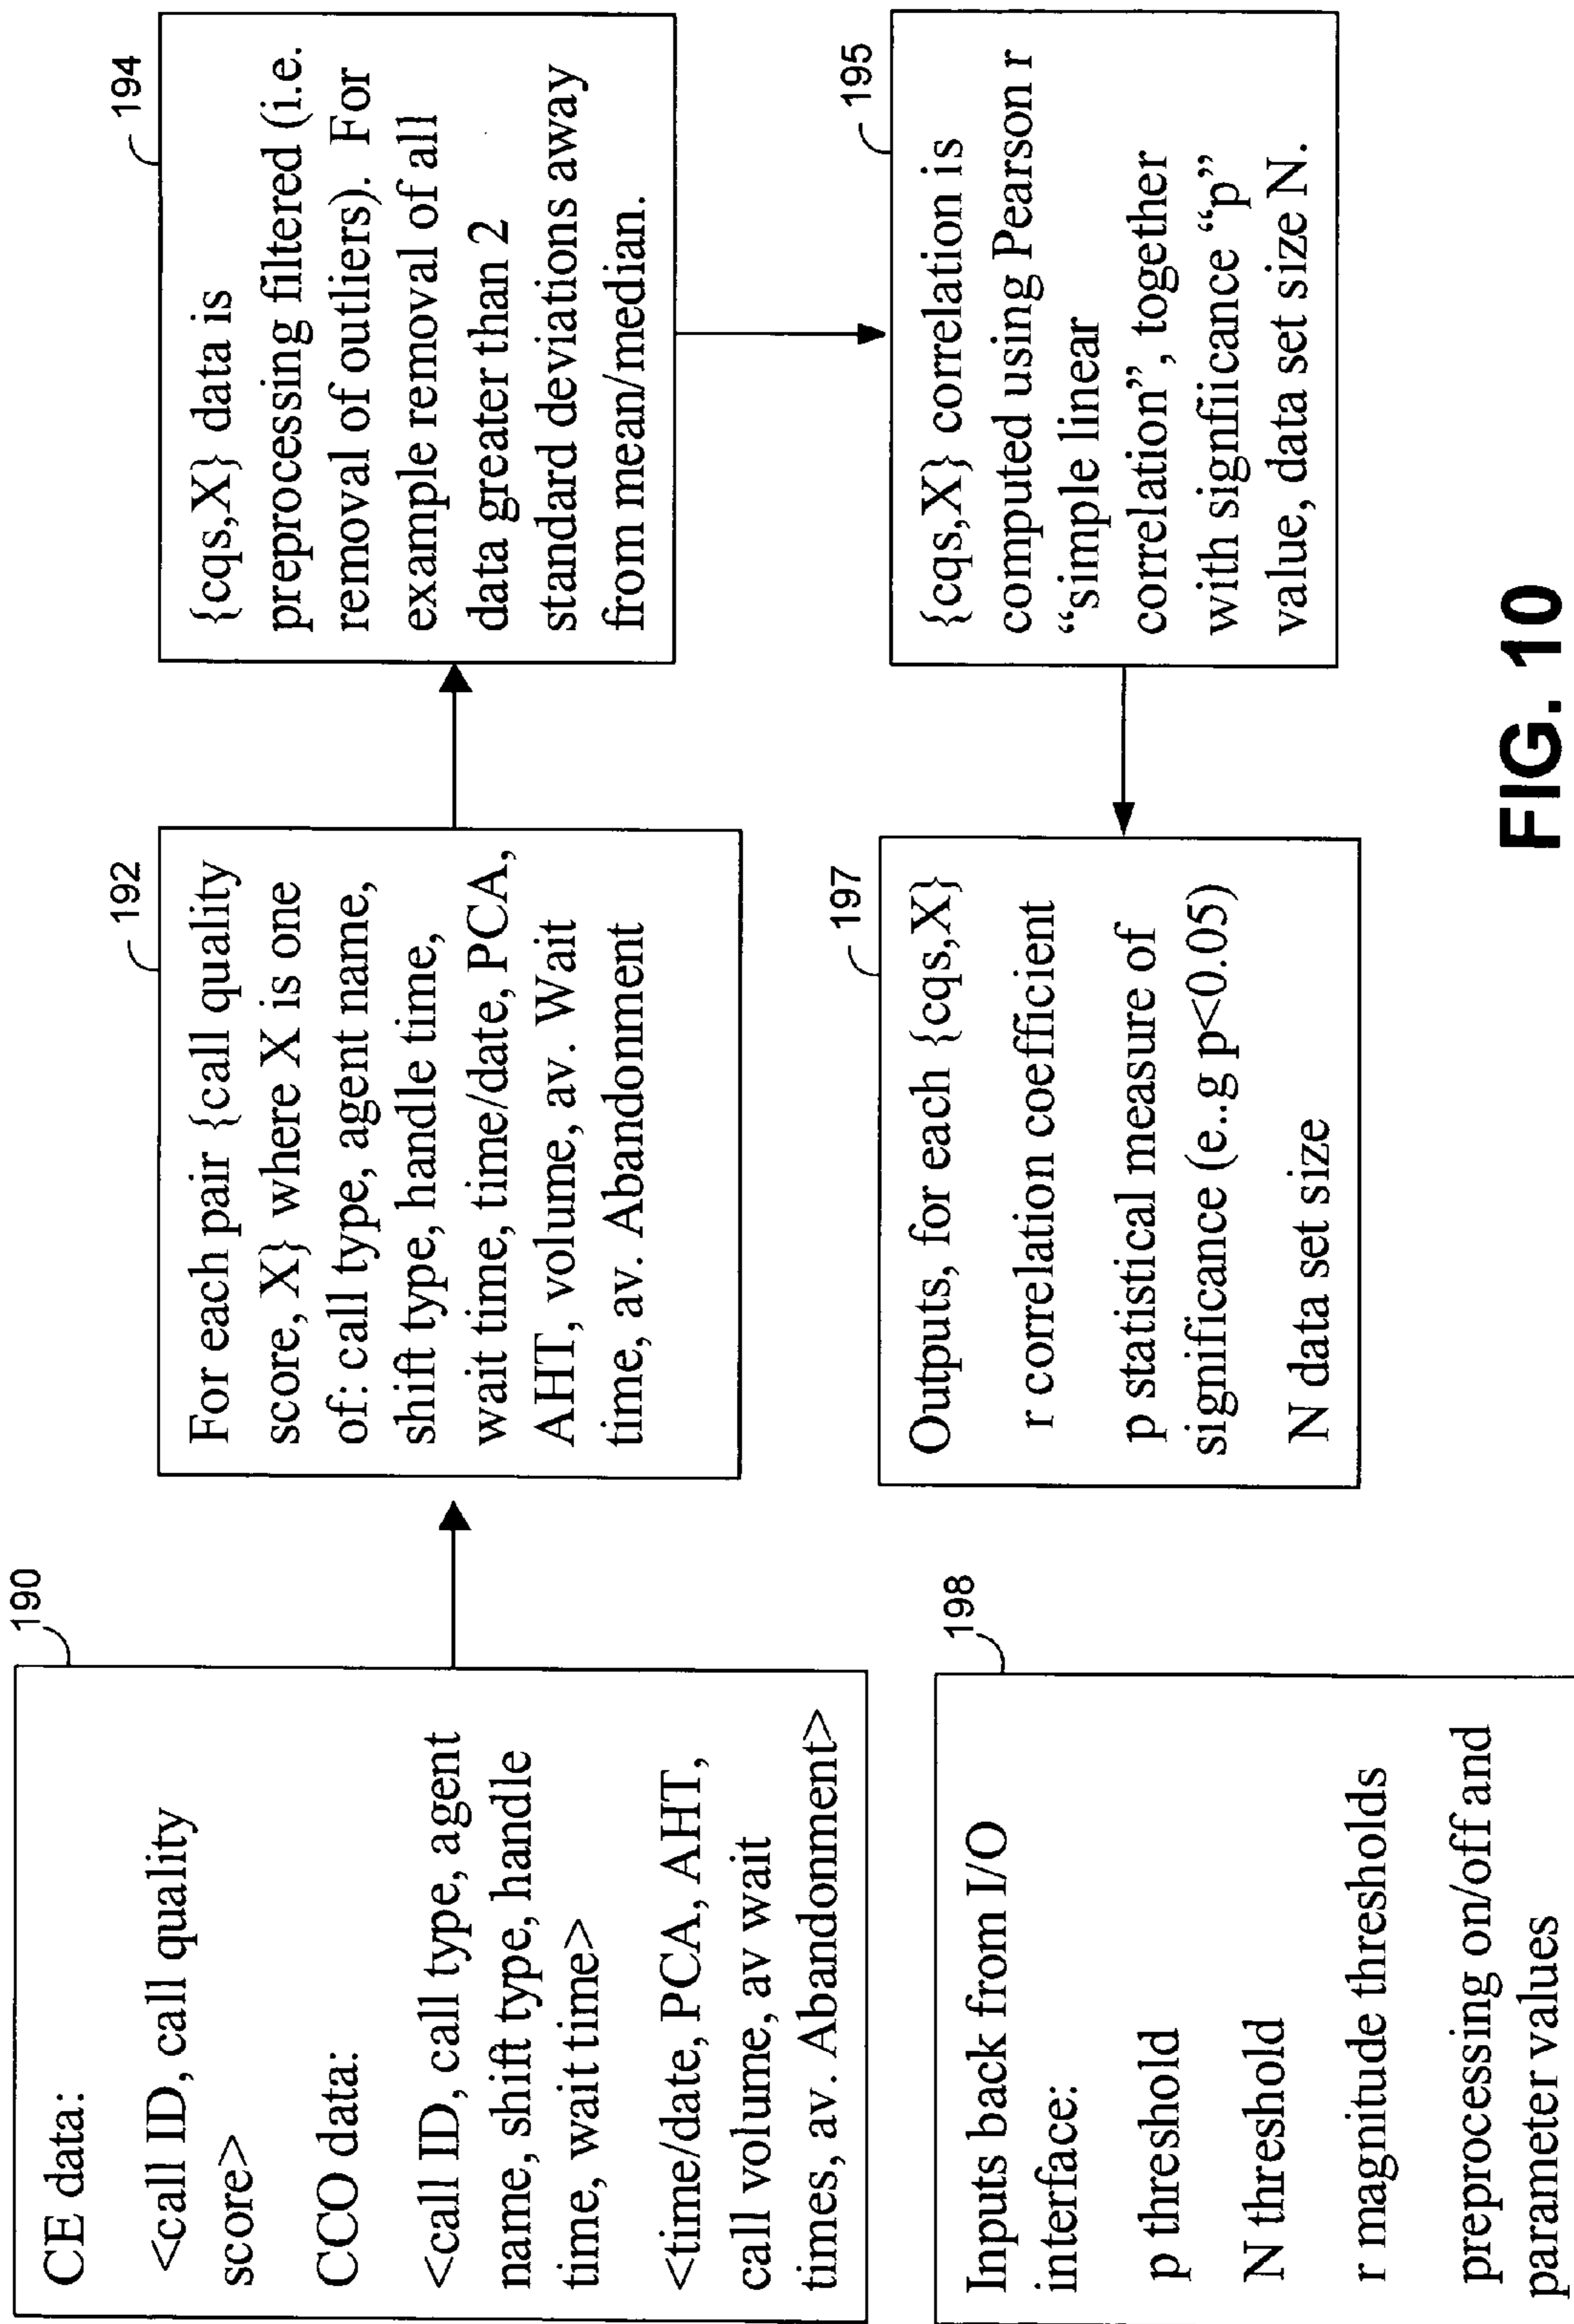 190
CE data:
<call ID, call quality
score>
CCO data:
<call ID, call type, agent
name, shift type, handle
time, wait time>
<time/date, PCA, AHT,
call volume, av wait
times, av. Abandonment>
192
For each pair {call quality
score, X} where X is one
of: call type, agent name,
shift type, handle time,
wait time, time/date, PCA,
AHT, volume, av. Wait
time, av. Abandonment
194
{cqs,X} data is
preprocessing filtered (i.e.
removal of outliers). For
example removal of all
data greater than 2
standard deviations away
from mean/median.
195
{cqs,X} correlation is
computed using Pearson r
“simple linear
correlation”, together
with signfiicance “p”
value, data set size N.
197
Outputs, for each {cqs,X}
r correlation coefficient
p statistical measure of
significance (e..g p<0.05)
N data set size
198
Inputs back from I/O
interface:
p threshold
N threshold
r magnitude thresholds
preprocessing on/off and
parameter values
FIG. 10